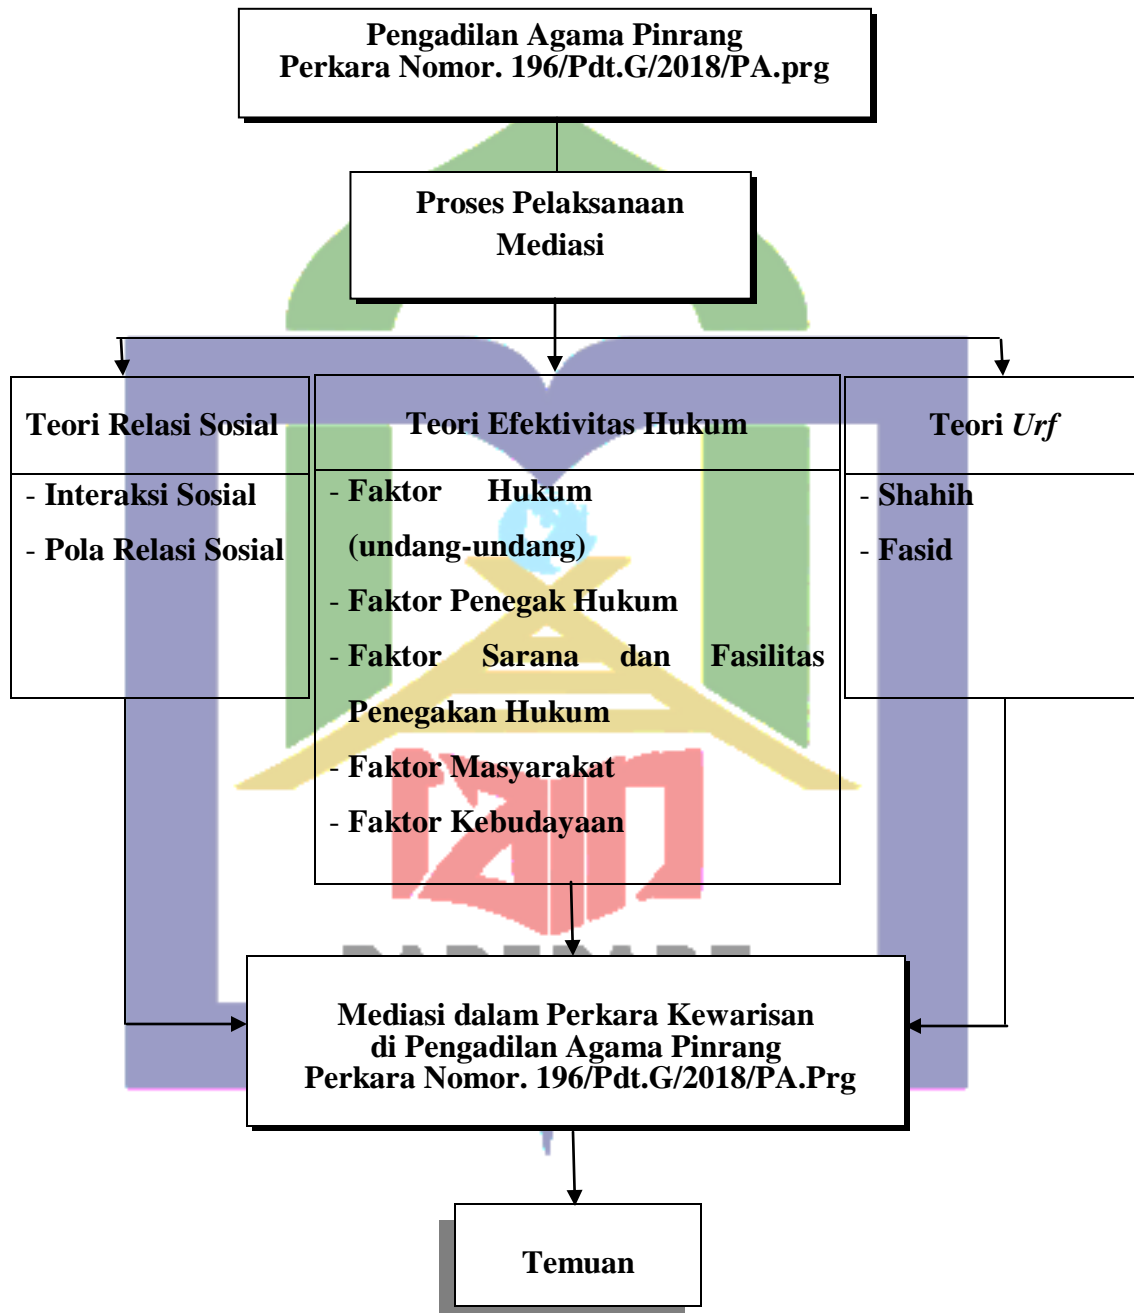 Pengadilan Agama Pinrang
Perkara Nomor. 196/Pdt.G/2018/PA.prg
Proses Pelaksanaan
Mediasi
Teori Relasi Sosial
- Interaksi Sosial
- Pola Relasi Sosial
Teori Efektivitas Hukum
- Faktor Hukum
(undang-undang)
- Faktor Penegak Hukum
- Faktor Sarana dan Fasilitas
Penegakan Hukum
- Faktor Masyarakat
- Faktor Kebudayaan
Teori Urf
- Shahih
- Fasid
Mediasi dalam Perkara Kewarisan
di Pengadilan Agama Pinrang
Perkara Nomor. 196/Pdt.G/2018/PA.Prg
Temuan